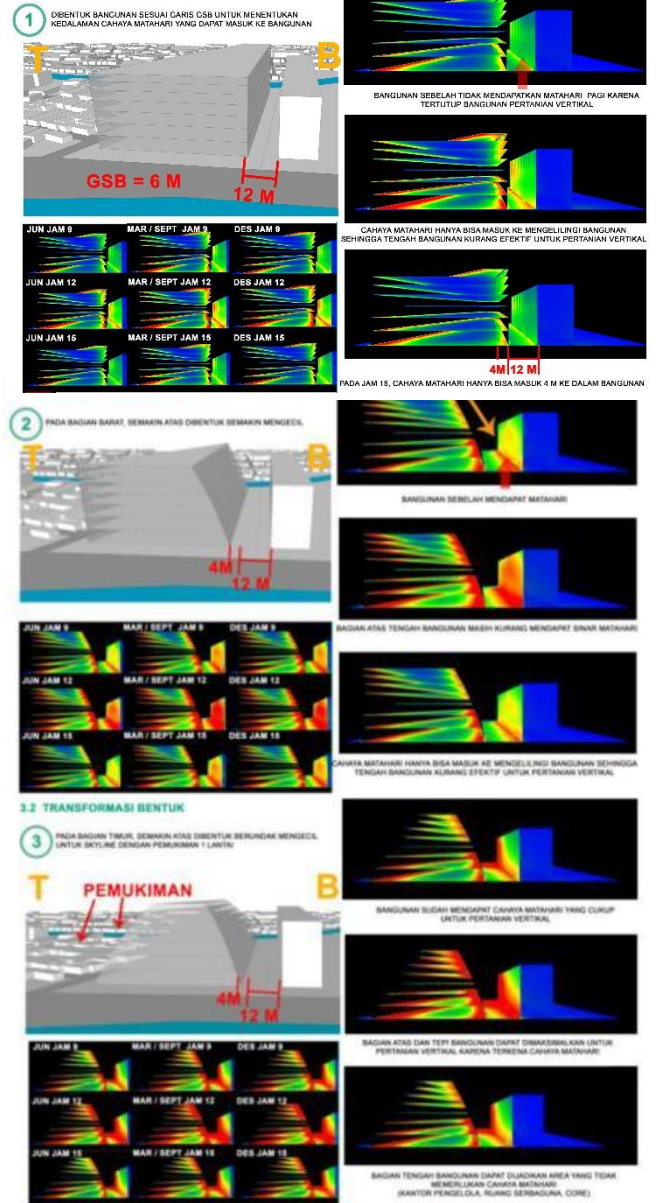 1
DIBENTUK BANGUNAN SESUAI GARIS GSB UNTUK MENENTUKAN
KEDALAMAN CAHAYA MATAHARI YANG DAPAT MASUK KE BANGUNAN
T
B
GSB = 6 M
12 M
BANGUNAN SEBELAH TIDAK MENDAPATKAN MATAHARI PAGI KARENA
TERTUTUP BANGUNAN PERTANIAN VERTIKAL
CAHAYA MATAHARI HANYA BISA MASUK KE MENGELILINGI BANGUNAN
SEHINGGA TENGAH BANGUNAN KURANG EFEKTIF UNTUK PERTANIAN VERTIKAL
JUN JAM 9
MAR / SEPT JAM 9
DES JAM 9
JUN JAM 12
MAR / SEPT JAM 12
DES JAM 12
JUN JAM 15
MAR / SEPT JAM 15
DES JAM 15
4M 12 M
PADA JAM 15, CAHAYA MATAHARI HANYA BISA MASUK 4 M KE DALAM BANGUNAN
2
PADA BAGIAN BARAT, SEMAKIN ATAS DIBENTUK SEMAKIN MENGECIL
T
B
4M
12 M
BANGUNAN SEBELAH MENDAPAT MATAHARI
BAGIAN ATAS TENGAH BANGUNAN MASIH KURANG MENDAPAT SINAR MATAHARI
JUN JAM 9
MAR / SEPT JAM 9
DES JAM 9
JUN JAM 12
MAR / SEPT JAM 12
DES JAM 12
JUN JAM 15
MAR / SEPT JAM 15
DES JAM 15
CAHAYA MATAHARI HANYA BISA MASUK KE MENGELILINGI BANGUNAN SEHINGGA
TENGAH BANGUNAN KURANG EFEKTIF UNTUK PERTANIAN VERTIKAL
3.2 TRANSFORMASI BENTUK
3
PADA BAGIAN TIMUR, SEMAKIN ATAS DIBENTUK BERUNDAK MENGECIL
UNTUK SKYLINE DENGAN PEMUKIMAN 1 LANTAI
T
PEMUKIMAN
B
4M
12 M
BANGUNAN SUDAH MENDAPAT CAHAYA MATAHARI YANG CUKUP
UNTUK PERTANIAN VERTIKAL
BAGIAN ATAS DAN TEPI BANGUNAN DAPAT DIMAKSIMALKAN UNTUK
PERTANIAN VERTIKAL KARENA TERKENA CAHAYA MATAHARI
JUN JAM 9
MAR / SEPT JAM 9
DES JAM 9
JUN JAM 12
MAR / SEPT JAM 12
DES JAM 12
JUN JAM 15
MAR / SEPT JAM 15
DES JAM 15
BAGIAN TENGAH BANGUNAN DAPAT DIJADIKAN AREA YANG TIDAK
MEMERLUKAN CAHAYA MATAHARI
(KANTOR PENGELOLA, RUANG SERBAGUNA, CORE)